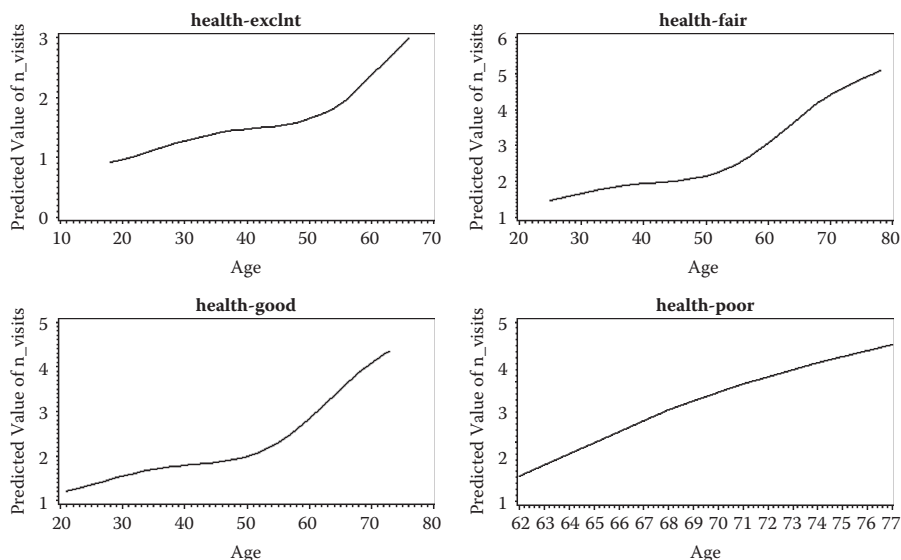 health-exclnt
Predicted Value of n_visits
3
2
1
0
10 20 30 40 50 60 70
Age
health-fair
Predicted Value of n_visits
6
5
4
3
2
1
20 30 40 50 60 70 80
Age
health-good
Predicted Value of n_visits
5
4
3
2
1
20 30 40 50 60 70 80
Age
health-poor
Predicted Value of n_visits
5
4
3
2
1
62 63 64 65 66 67 68 69 70 71 72 73 74 75 76 77
Age